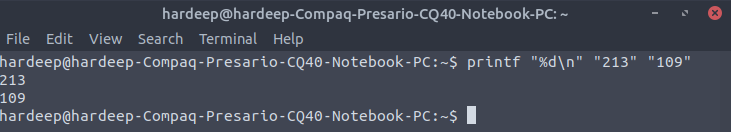 hardeep@hardeep-Compaq-Presario-CQ40-Notebook-PC: ~
File Edit View Search Terminal Help
hardeep@hardeep-Compaq-Presario-CQ40-Notebook-PC:~$ printf "%d\n" "213" "109"
213
109
hardeep@hardeep-Compaq-Presario-CQ40-Notebook-PC:~$